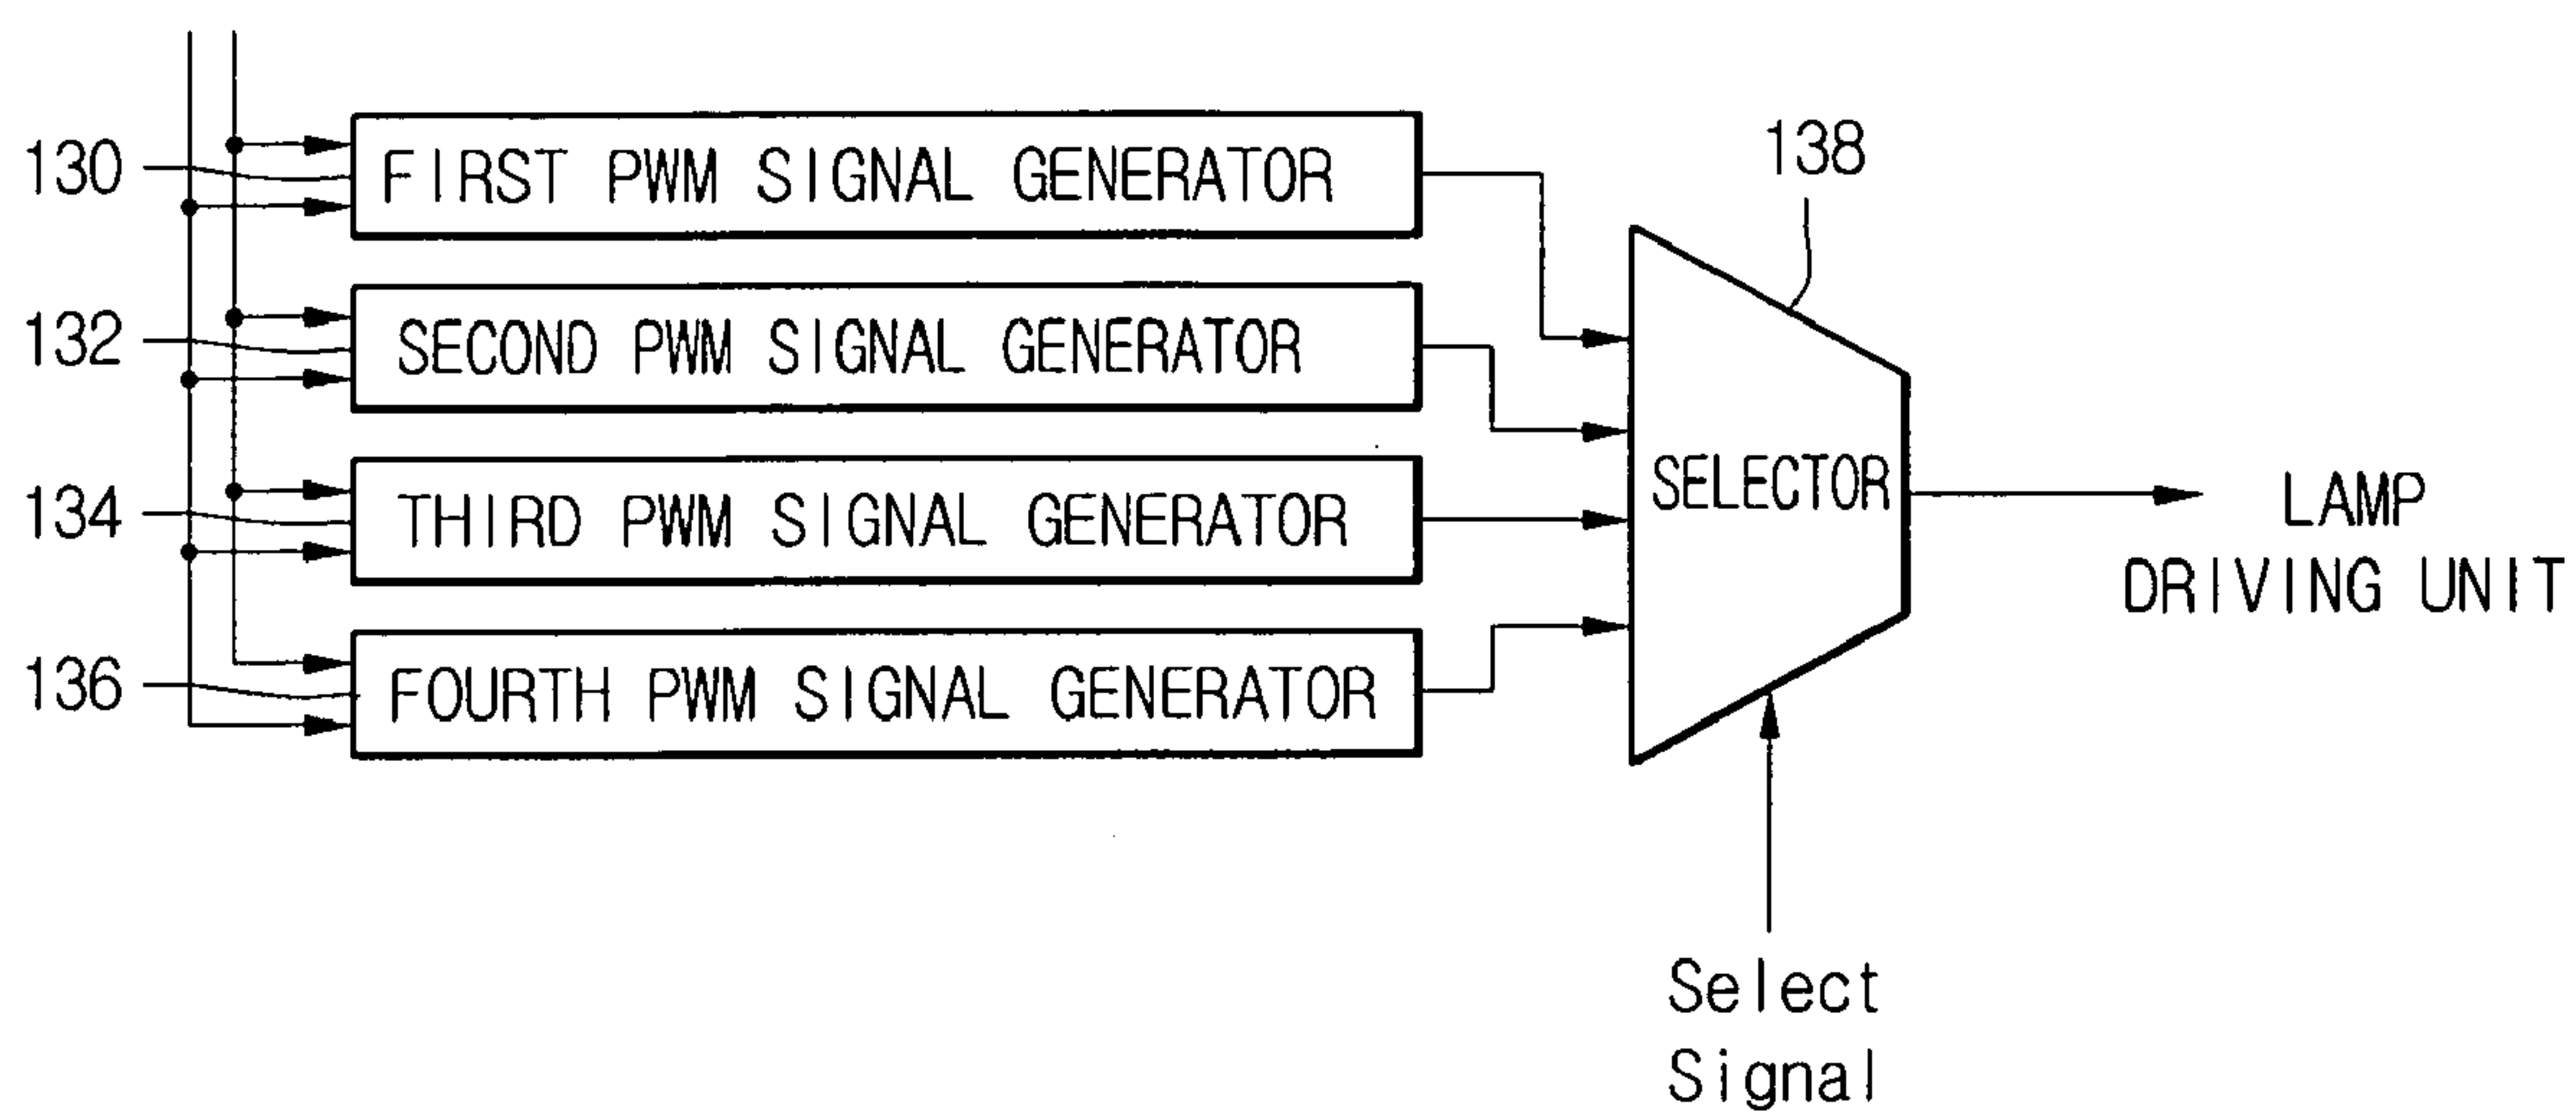 130
FIRST PWM SIGNAL GENERATOR
138
132
SECOND PWM SIGNAL GENERATOR
134
THIRD PWM SIGNAL GENERATOR
SELECTOR
LAMP
DRIVING UNIT
136
FOURTH PWM SIGNAL GENERATOR
Select
Signal